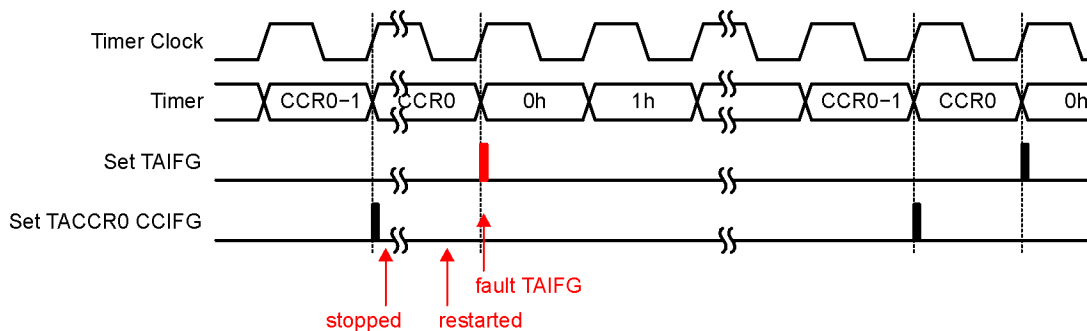 Timer Clock
Timer CCR0−1 CCR0 0h 1h CCR0−1 CCR0 0h
Set TAIFG
Set TACCR0 CCIFG
fault TAIFG
stopped restarted